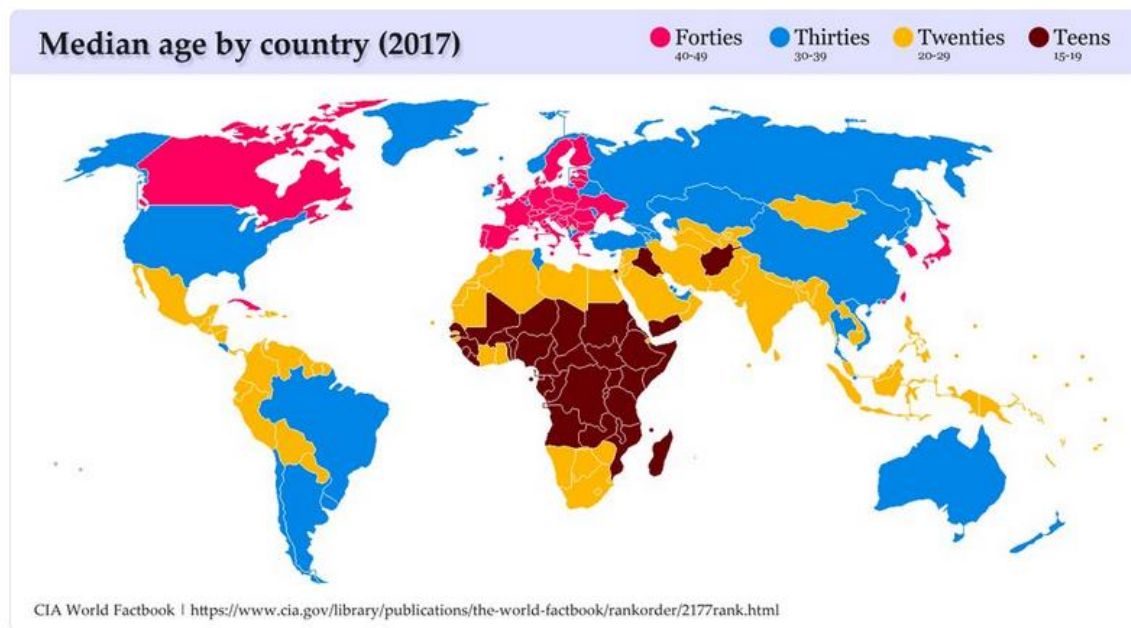 Median age by country (2017)
Forties
40-49
Thirties
30-39
Twenties
20-29
Teens
15-19
CIA World Factbook | https://www.cia.gov/library/publications/the-world-factbook/rankorder/2177rank.html